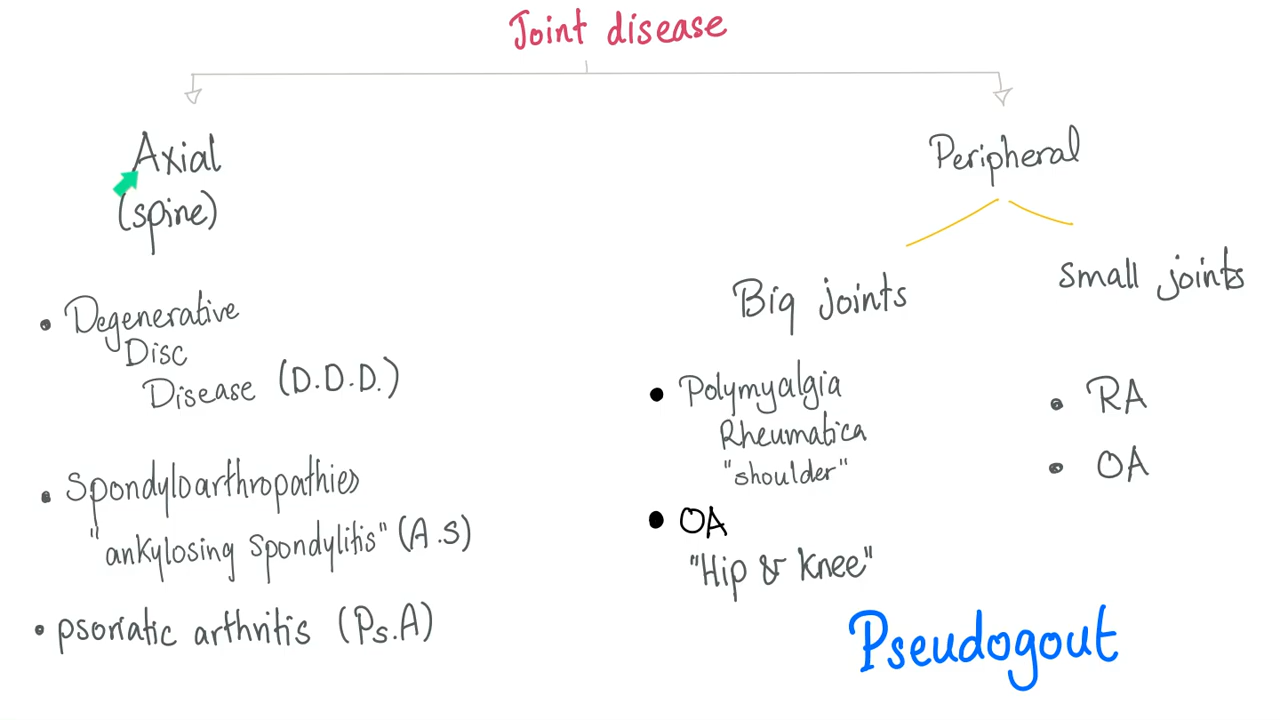 Joint disease
Axial
(spine)
• Degenerative
Disc
Disease (D.D.D.)
• Spondyloarthropathies
"ankylosing spondylitis" (A.S)
• psoriatic arthritis (Ps.A)
Peripheral
Big joints
• Polymyalgia
Rheumatica
"shoulder"
• OA
"Hip & Knee"
small joints
• RA
• OA
Pseudogout